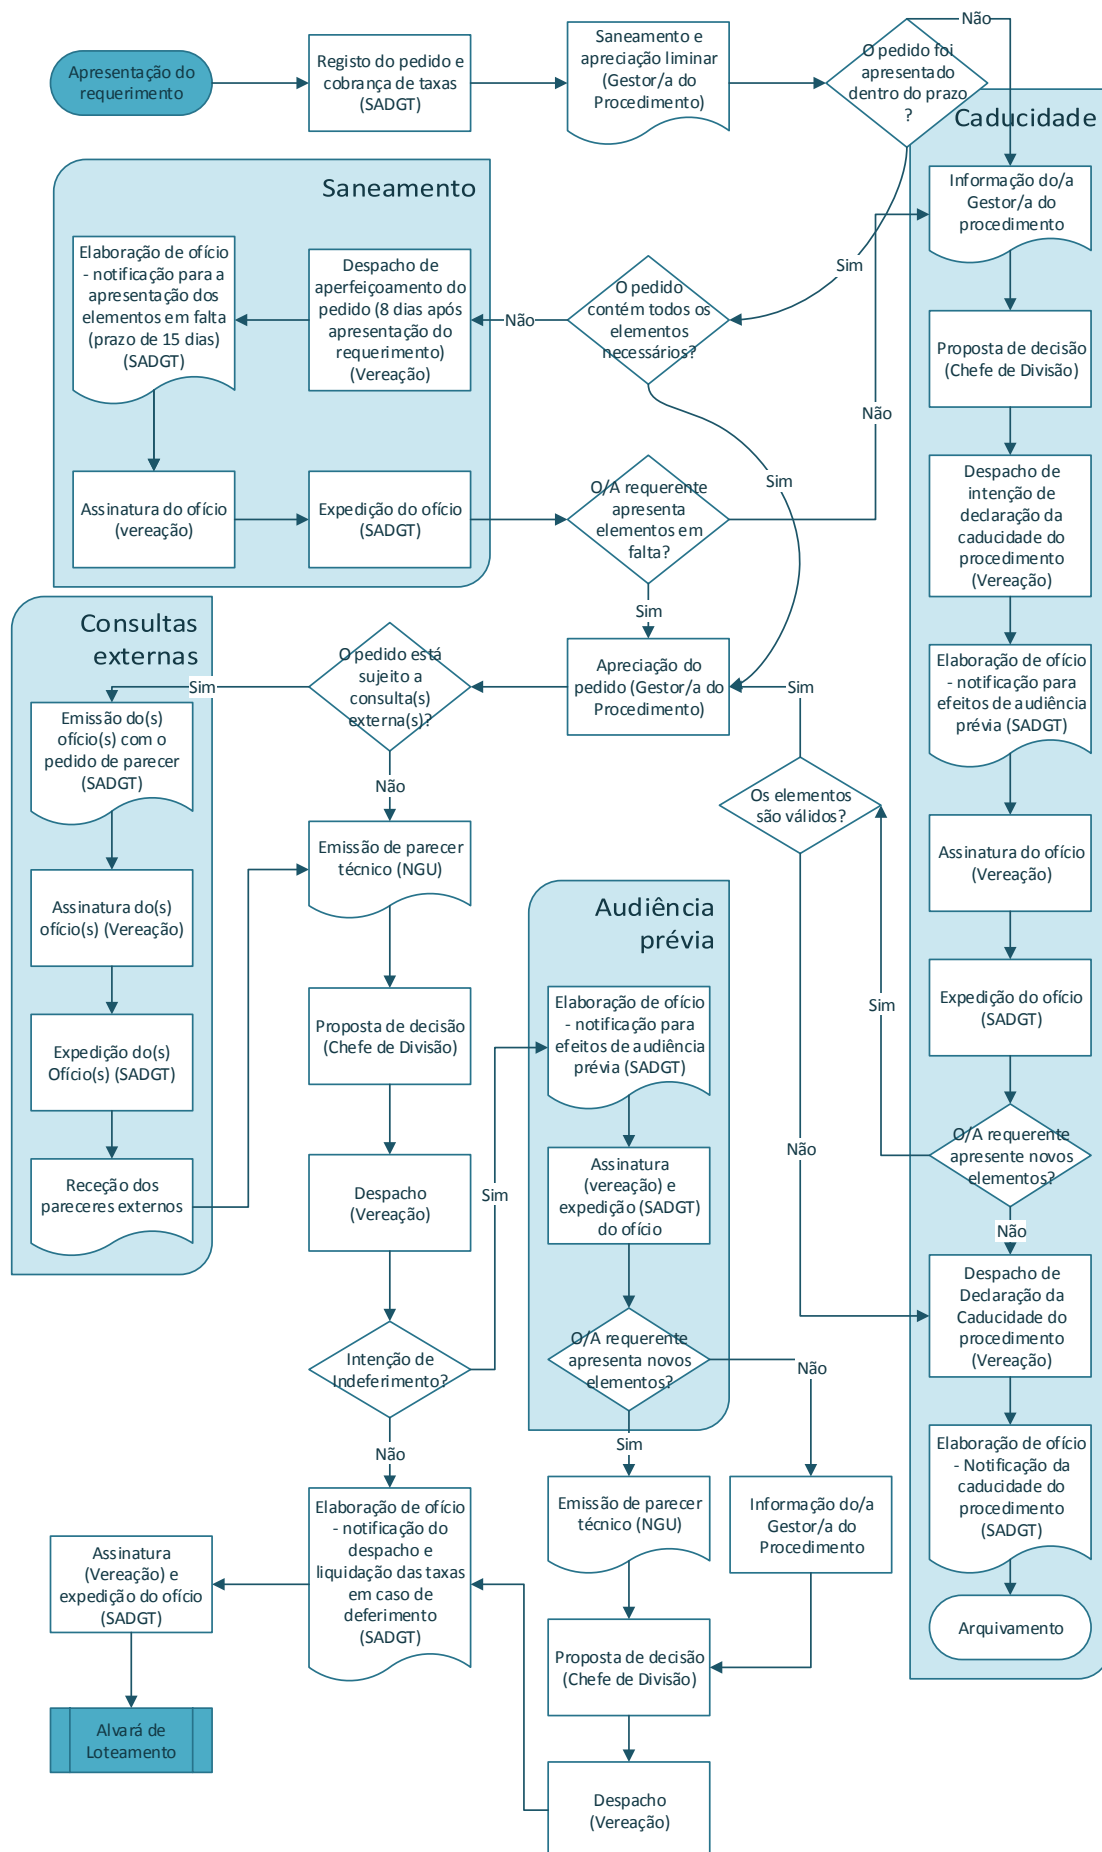 Apresentação do
requerimento
Registo do pedido e
cobrança de taxas
(SADGT)
Saneamento e
apreciação liminar
(Gestor/a do
Procedimento)
O pedido foi
apresentado
dentro do prazo
?
Não
Sim
Caducidade
Informação do/a
Gestor/a do
procedimento
Saneamento
Elaboração de ofício
- notificação para a
apresentação dos
elementos em falta
(prazo de 15 dias)
(SADGT)
Despacho de
aperfeiçoamento do
pedido (8 dias após
apresentação do
requerimento)
(Vereação)
Não
O pedido
contém todos os
elementos
necessários?
Sim
Proposta de decisão
(Chefe de Divisão)
Não
Assinatura do ofício
(vereação)
Expedição do ofício
(SADGT)
O/A requerente
apresenta
elementos em
falta?
Sim
Despacho de
intenção de
declaração da
caducidade do
procedimento
(Vereação)
Consultas
externas
Sim
O pedido está
sujeito a
consulta(s)
externa(s)?
Não
Apreciação do
pedido (Gestor/a do
Procedimento)
Sim
Elaboração de ofício
- notificação para
efeitos de audiência
prévia (SADGT)
Emissão do(s)
ofício(s) com o
pedido de parecer
(SADGT)
Os elementos
são válidos?
Emissão de parecer
técnico (NGU)
Assinatura do ofício
(Vereação)
Assinatura do(s)
ofício(s) (Vereação)
Audiência
prévia
Sim
Expedição do ofício
(SADGT)
Elaboração de ofício
- notificação para
efeitos de audiência
prévia (SADGT)
Proposta de decisão
(Chefe de Divisão)
Expedição do(s)
Ofício(s) (SADGT)
Não
O/A requerente
apresente novos
elementos?
Não
Receção dos
pareceres externos
Despacho
(Vereação)
Sim
Assinatura
(vereação) e
expedição (SADGT)
do ofício
Despacho de
Declaração da
Caducidade do
procedimento
(Vereação)
Intenção de
Indeferimento?
Não
O/A requerente
apresenta novos
elementos?
Não
Sim
Elaboração de ofício
- Notificação da
caducidade do
procedimento
(SADGT)
Emissão de parecer
técnico (NGU)
Informação do/a
Gestor/a do
Procedimento
Elaboração de ofício
- notificação do
despacho e
liquidação das taxas
em caso de
deferimento
(SADGT)
Assinatura
(Vereação) e
expedição do ofício
(SADGT)
Arquivamento
Proposta de decisão
(Chefe de Divisão)
Alvará de
Loteamento
Despacho
(Vereação)